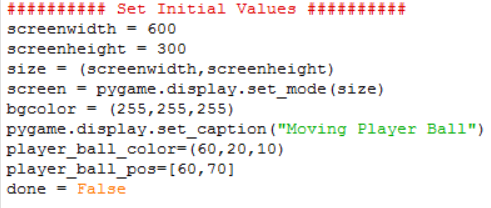 ########## Set Initial Values ##########
screenwidth = 600
screenheight = 300
size = (screenwidth,screenheight)
screen = pygame.display.set_mode(size)
bgcolor = (255,255,255)
pygame.display.set_caption("Moving Player Ball")
player_ball_color=(60,20,10)
player_ball_pos=[60,70]
done = False